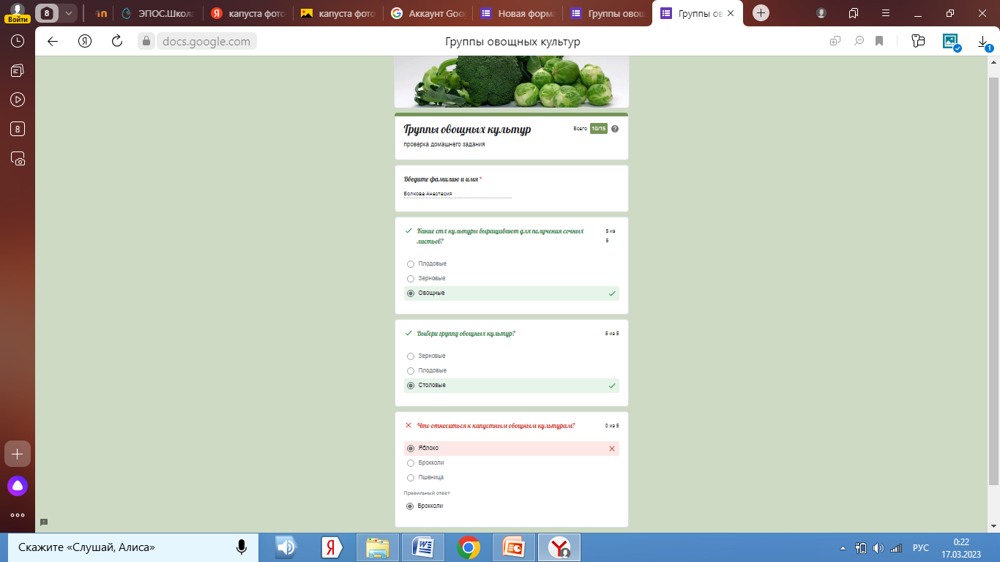 Войти
8
ЭПОС.Школа
капуста фото
капуста фото
Аккаунт Goo
Новая форма
Группы овощ
Группы ов
docs.google.com
Группы овощных культур
1
8
Группы овощных культур
Всего 10/15
проверка домашнего задания
Введите фамилию и имя *
Волкова Анастасия
Какие стх культуры выращивают для получения сочных
листьев?
5 из
5
Плодовые
Зерновые
Овощные
Выбери группу овощных культур?
5 из 5
Зерновые
Плодовые
Столовые
Что относиться к капустным овощным культурам?
0 из 5
Яблоко
Брокколи
Пшеница
Правильный ответ
Брокколи
Скажите «Слушай, Алиса»
РУС
0:22
17.03.2023